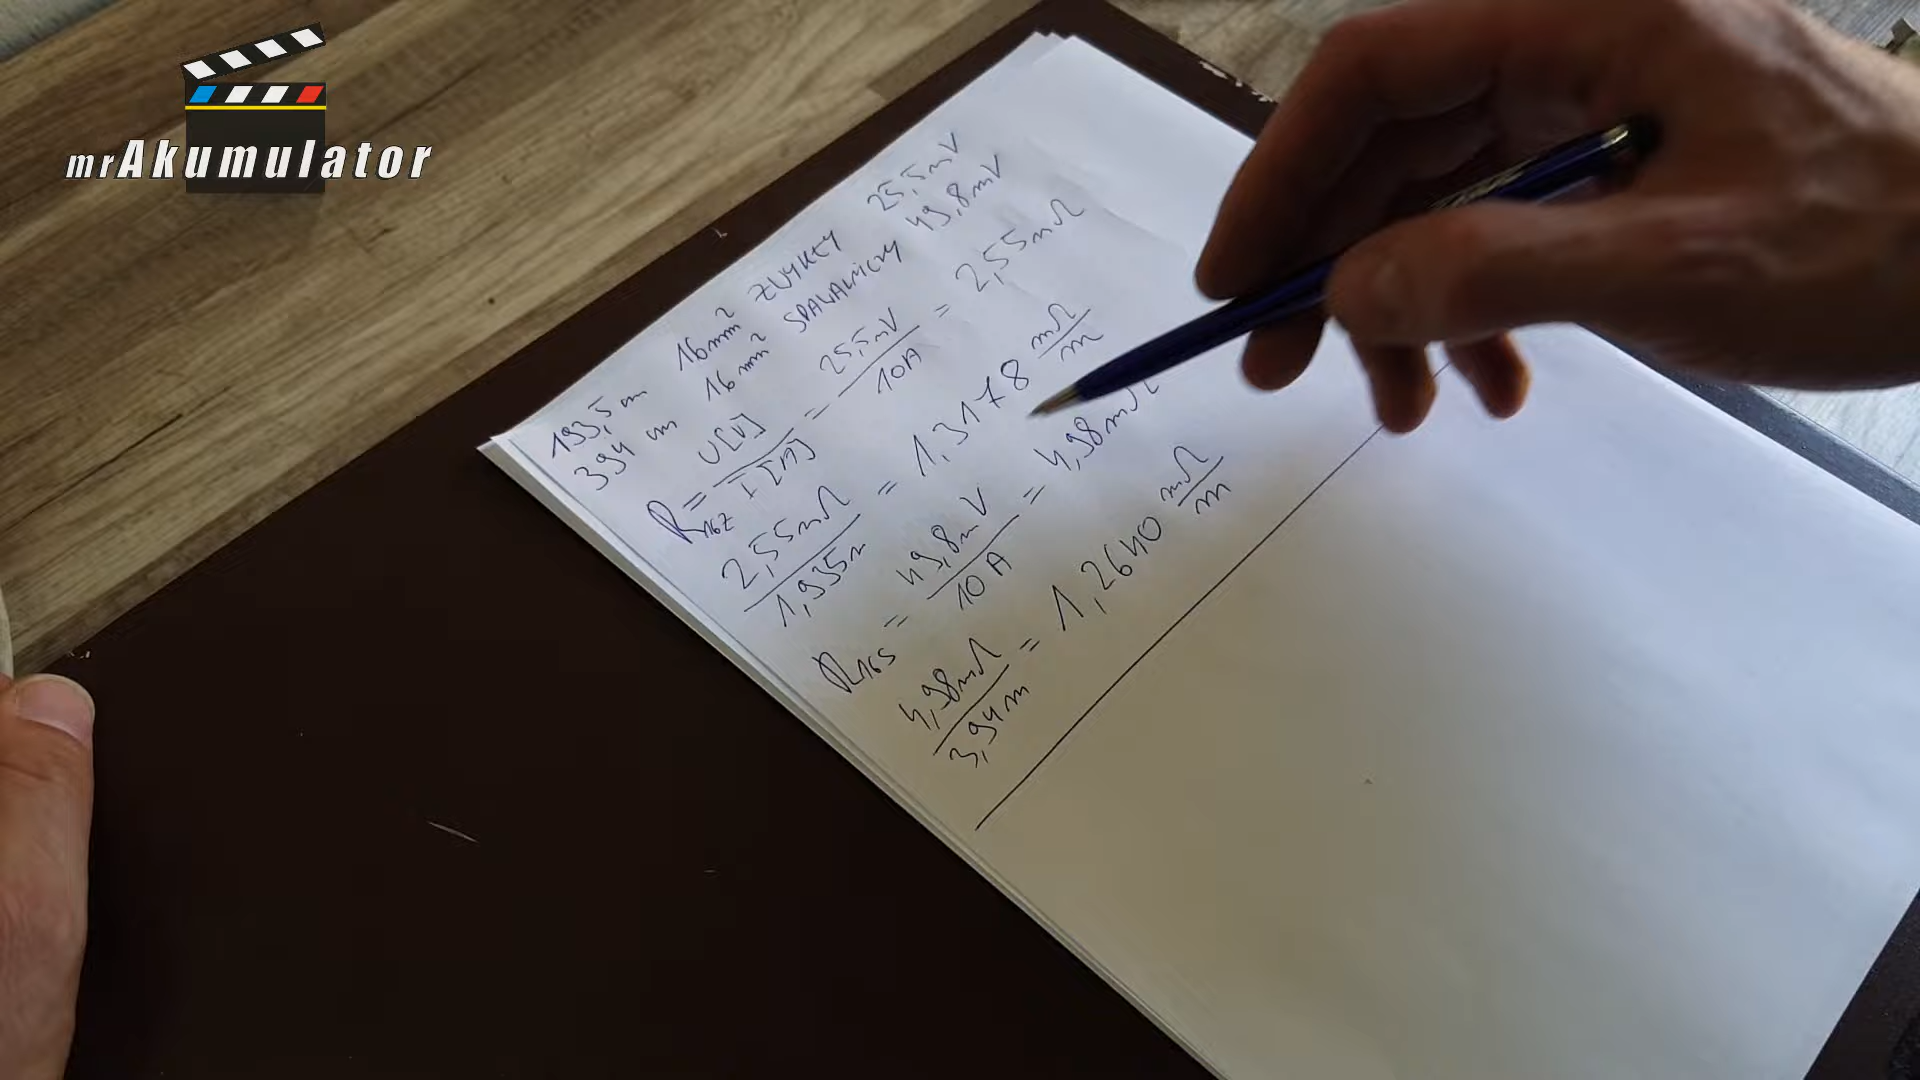 mrAkumulator
193,5 cm 16mm² ZWYKŁY 25,5mV
394 cm 16mm² SPAWALNICZY 49,8mV
R16Z = U[V] / I[A] = 25,5mV / 10A = 2,55mΩ
2,55mΩ / 1,935m = 1,3178 mΩ/m
R16S = 49,8mV / 10A = 4,98mΩ
4,98mΩ / 3,94m = 1,2640 mΩ/m